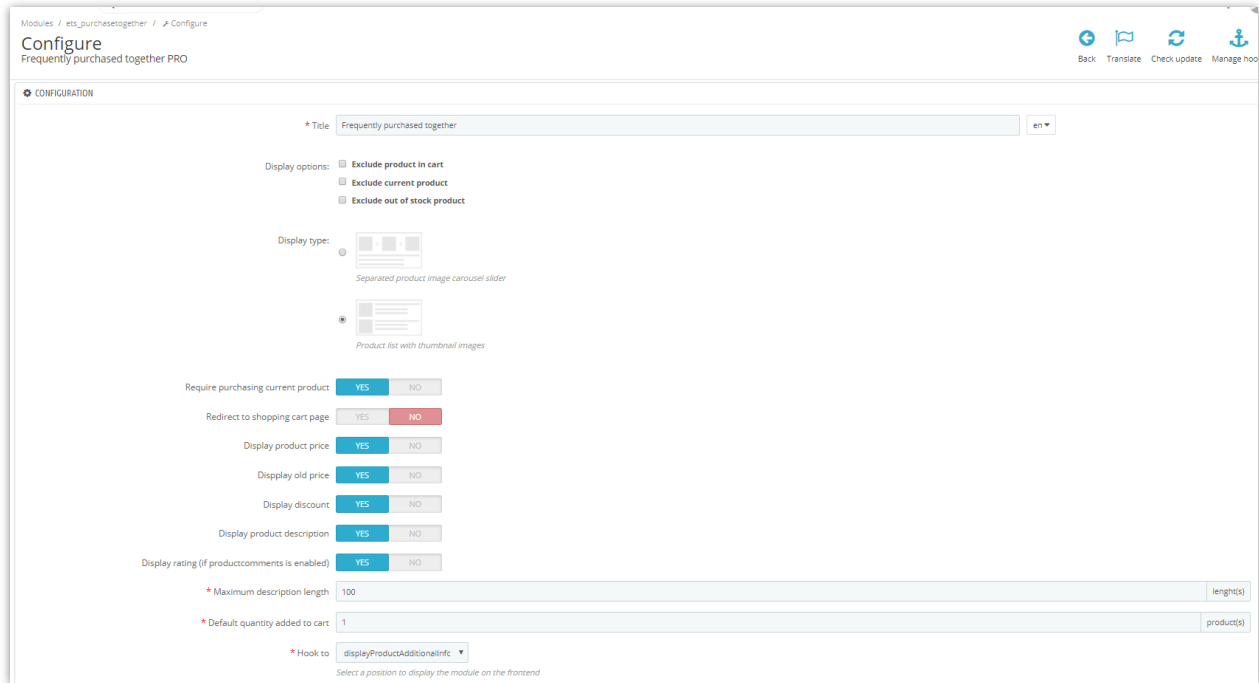 Modules / ets_purchasetogether / Configure
Configure
Frequently purchased together PRO
Back Translate Check update Manage hoo
CONFIGURATION
* Title Frequently purchased together en
Display options: Exclude product in cart
Exclude current product
Exclude out of stock product
Display type:
Separated product image carousel slider
Product list with thumbnail images
Require purchasing current product YES NO
Redirect to shopping cart page YES NO
Display product price YES NO
Dispplay old price YES NO
Display discount YES NO
Display product description YES NO
Display rating (if productcomments is enabled) YES NO
* Maximum description length 100 lenght(s)
* Default quantity added to cart 1 product(s)
* Hook to displayProductAdditionalInfc
Select a position to display the module on the frontend